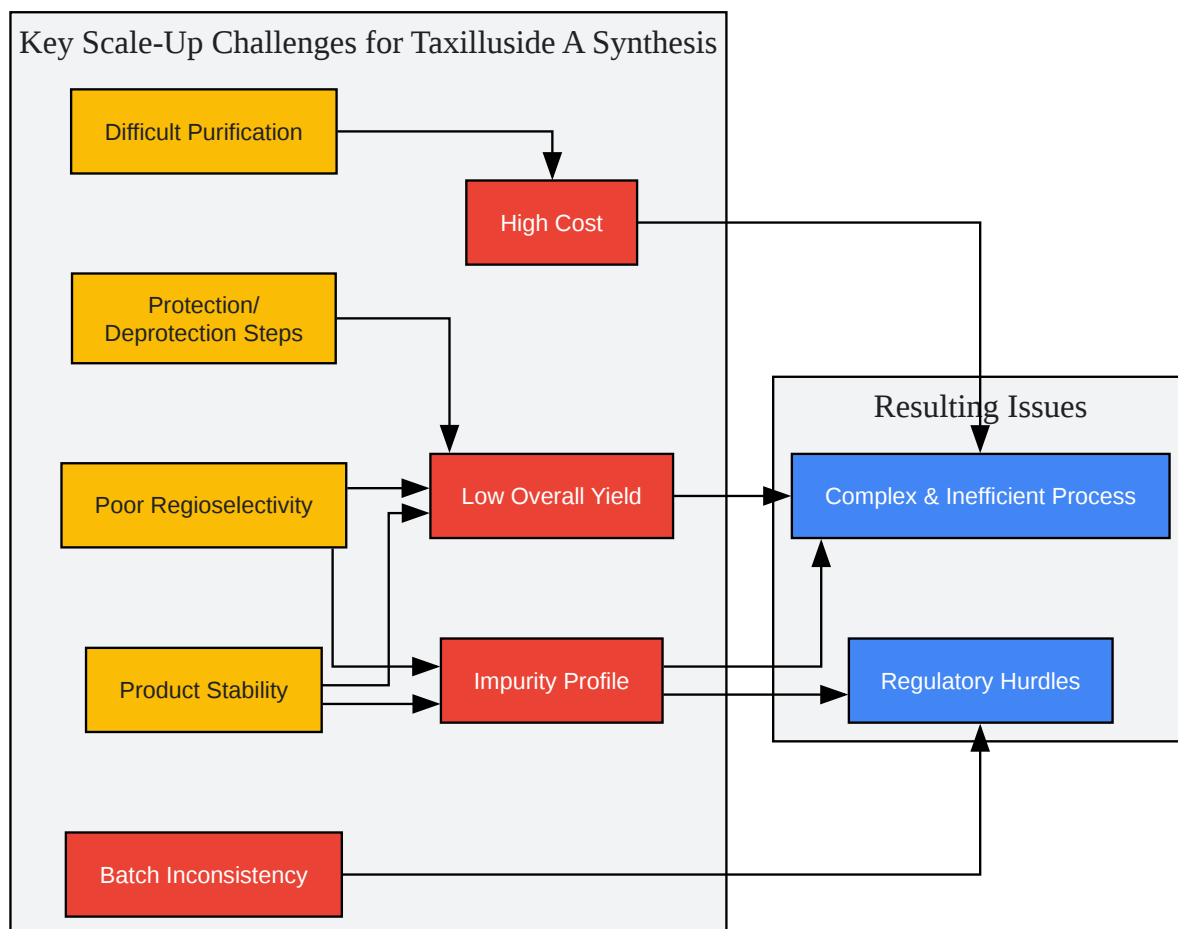 Key Scale-Up Challenges for Taxilluside A Synthesis
Difficult Purification
High Cost
Protection/
Deprotection Steps
Resulting Issues
Poor Regioselectivity
Low Overall Yield
Complex & Inefficient Process
Product Stability
Impurity Profile
Regulatory Hurdles
Batch Inconsistency